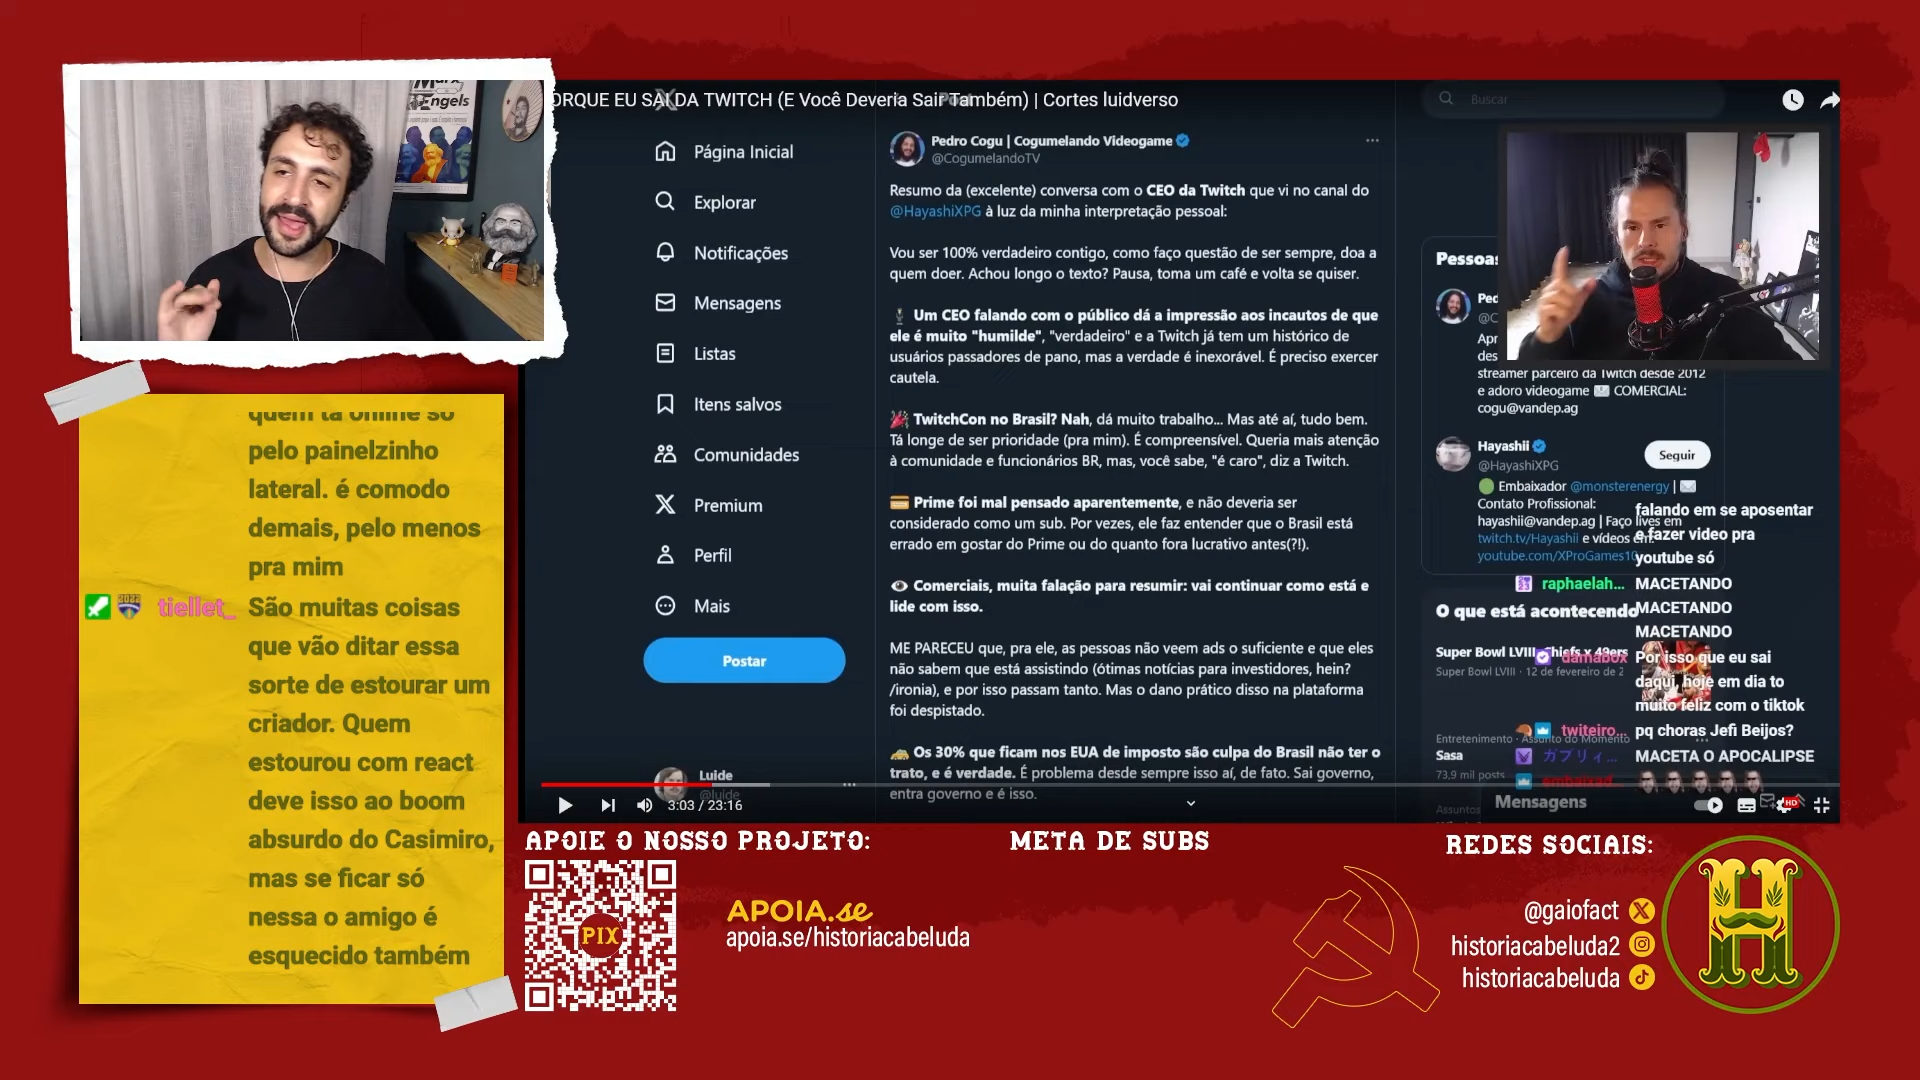 Marx
Engels
ORQUE EU SAÍ DA TWITCH (E Você Deveria Sair Também) | Cortes luidverso
Buscar
Página Inicial
Explorar
Notificações
Mensagens
Listas
Itens salvos
Comunidades
Premium
Perfil
Mais
Postar
Luide
@luide
Pedro Cogu | Cogumelando Videogame
@CogumelandoTV
Resumo da (excelente) conversa com o CEO da Twitch que vi no canal do
@HayashiXPG à luz da minha interpretação pessoal:
Vou ser 100% verdadeiro contigo, como faço questão de ser sempre, doa a
quem doer. Achou longo o texto? Pausa, toma um café e volta se quiser.
Um CEO falando com o público dá a impressão aos incautos de que
ele é muito "humilde", "verdadeiro" e a Twitch já tem um histórico de
usuários passadores de pano, mas a verdade é inexorável. É preciso exercer
cautela.
TwitchCon no Brasil? Nah, dá muito trabalho... Mas até aí, tudo bem.
Tá longe de ser prioridade (pra mim). É compreensível. Queria mais atenção
à comunidade e funcionários BR, mas, você sabe, "é caro", diz a Twitch.
Prime foi mal pensado aparentemente, e não deveria ser
considerado como um sub. Por vezes, ele faz entender que o Brasil está
errado em gostar do Prime ou do quanto fora lucrativo antes(?!).
Comerciais, muita falação para resumir: vai continuar como está e
lide com isso.
ME PARECEU que, pra ele, as pessoas não veem ads o suficiente e que eles
não sabem que está assistindo (ótimas notícias para investidores, hein?
/ironia), e por isso passam tanto. Mas o dano prático disso na plataforma
foi despistado.
Os 30% que ficam nos EUA de imposto são culpa do Brasil não ter o
trato, e é verdade. É problema desde sempre isso aí, de fato. Sai governo,
entra governo e é isso.
Pessoas
Ped
@C
Apr
des
streamer parceiro da Twitch desde 2012
e adoro videogame COMERCIAL:
cogu@vandep.ag
Hayashii
@HayashiXPG
Seguir
Embaixador @monsterenergy |
Contato Profissional:
hayashii@vandep.ag | Faço lives em
twitch.tv/Hayashii e vídeos em:
youtube.com/XProGames10
O que está acontecendo
Super Bowl LVIII: Chiefs x 49ers
Super Bowl LVIII · 12 de fevereiro de 2
Entretenimento · Assunto do Momento
Sasa
73,9 mil posts
Assuntos
Mensagens
falando em se aposentar
e fazer video pra
youtube só
raphaelah... MACETANDO
MACETANDO
MACETANDO
damabox Por isso que eu sai
daqui, hoje em dia to
muito feliz com o tiktok
twiteiro... pq choras Jefi Beijos?
ガブリィ... MACETA O APOCALIPSE
embaixad...
3:03 / 23:16
HD
quem tá online só
pelo painelzinho
lateral. é comodo
demais, pelo menos
pra mim
2022
tiellet_ São muitas coisas
que vão ditar essa
sorte de estourar um
criador. Quem
estourou com react
deve isso ao boom
absurdo do Casimiro,
mas se ficar só
nessa o amigo é
esquecido também
APOIE O NOSSO PROJETO:
PIX
APOIA.se
apoia.se/historiacabeluda
META DE SUBS
REDES SOCIAIS:
@gaiofact
historiacabeluda2
historiacabeluda
H